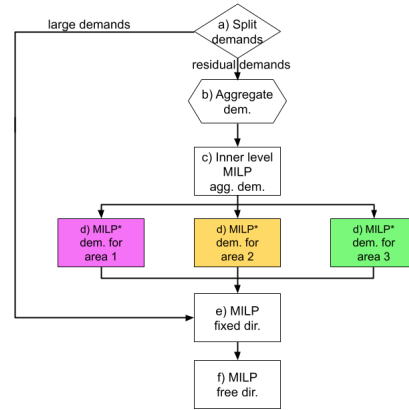 large demands
a) Split
demands
residual demands
b) Aggregate
dem.
c) Inner level
MILP
agg. dem.
d) MILP*
dem. for
area 1
d) MILP*
dem. for
area 2
d) MILP*
dem. for
area 3
e) MILP
fixed dir.
f) MILP
free dir.